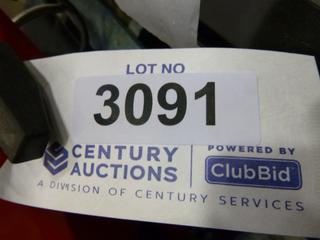 LOT NO
3091
CENTURY
AUCTIONS
POWERED BY
ClubBid
A DIVISION OF CENTURY SERVICES